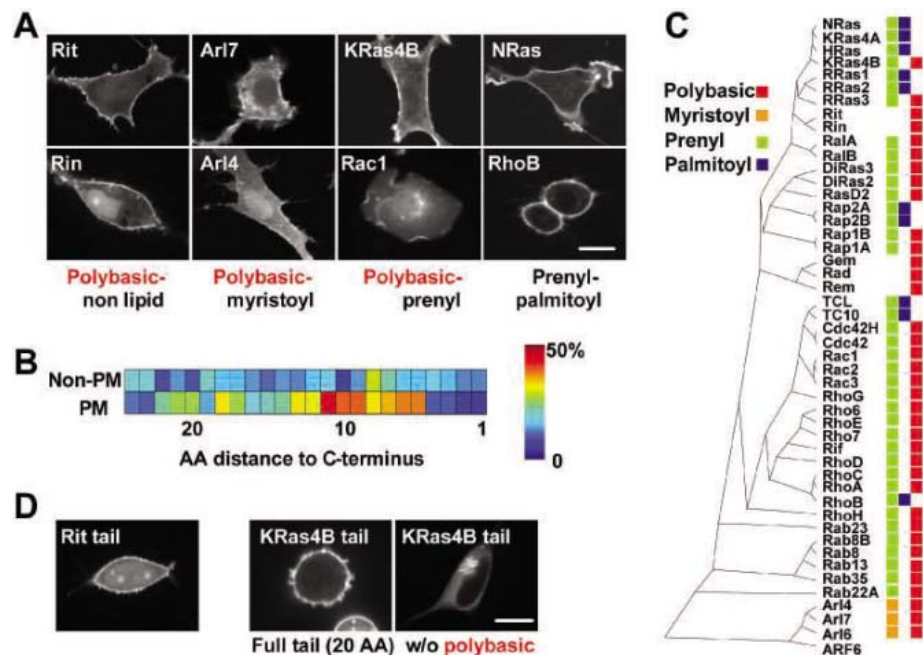 A
Rit
Arl7
KRas4B
NRas
Rin
Arl4
Rac1
RhoB
Polybasic-
non lipid
Polybasic-
myristoyl
Polybasic-
prenyl
Prenyl-
palmitoyl
B
Non-PM
PM
20
10
1
AA distance to C-terminus
50%
0
C
Polybasic
Myristoyl
Prenyl
Palmitoyl
NRas
KRas4A
HRas
KRas4B
RRas1
RRas2
RRas3
Rit
Rin
RalA
RalB
DiRas3
DiRas2
RasD2
Rap2A
Rap2B
Rap1B
Rap1A
Gem
Rad
Rem
TCL
TC10
Cdc42H
Cdc42
Rac1
Rac2
Rac3
RhoG
Rho6
RhoE
Rho7
Rif
RhoD
RhoC
RhoA
RhoB
RhoH
Rab23
Rab8B
Rab8
Rab13
Rab35
Rab22A
Arl4
Arl7
Arl6
ARF6
D
Rit tail
KRas4B tail
KRas4B tail
Full tail (20 AA)
w/o polybasic